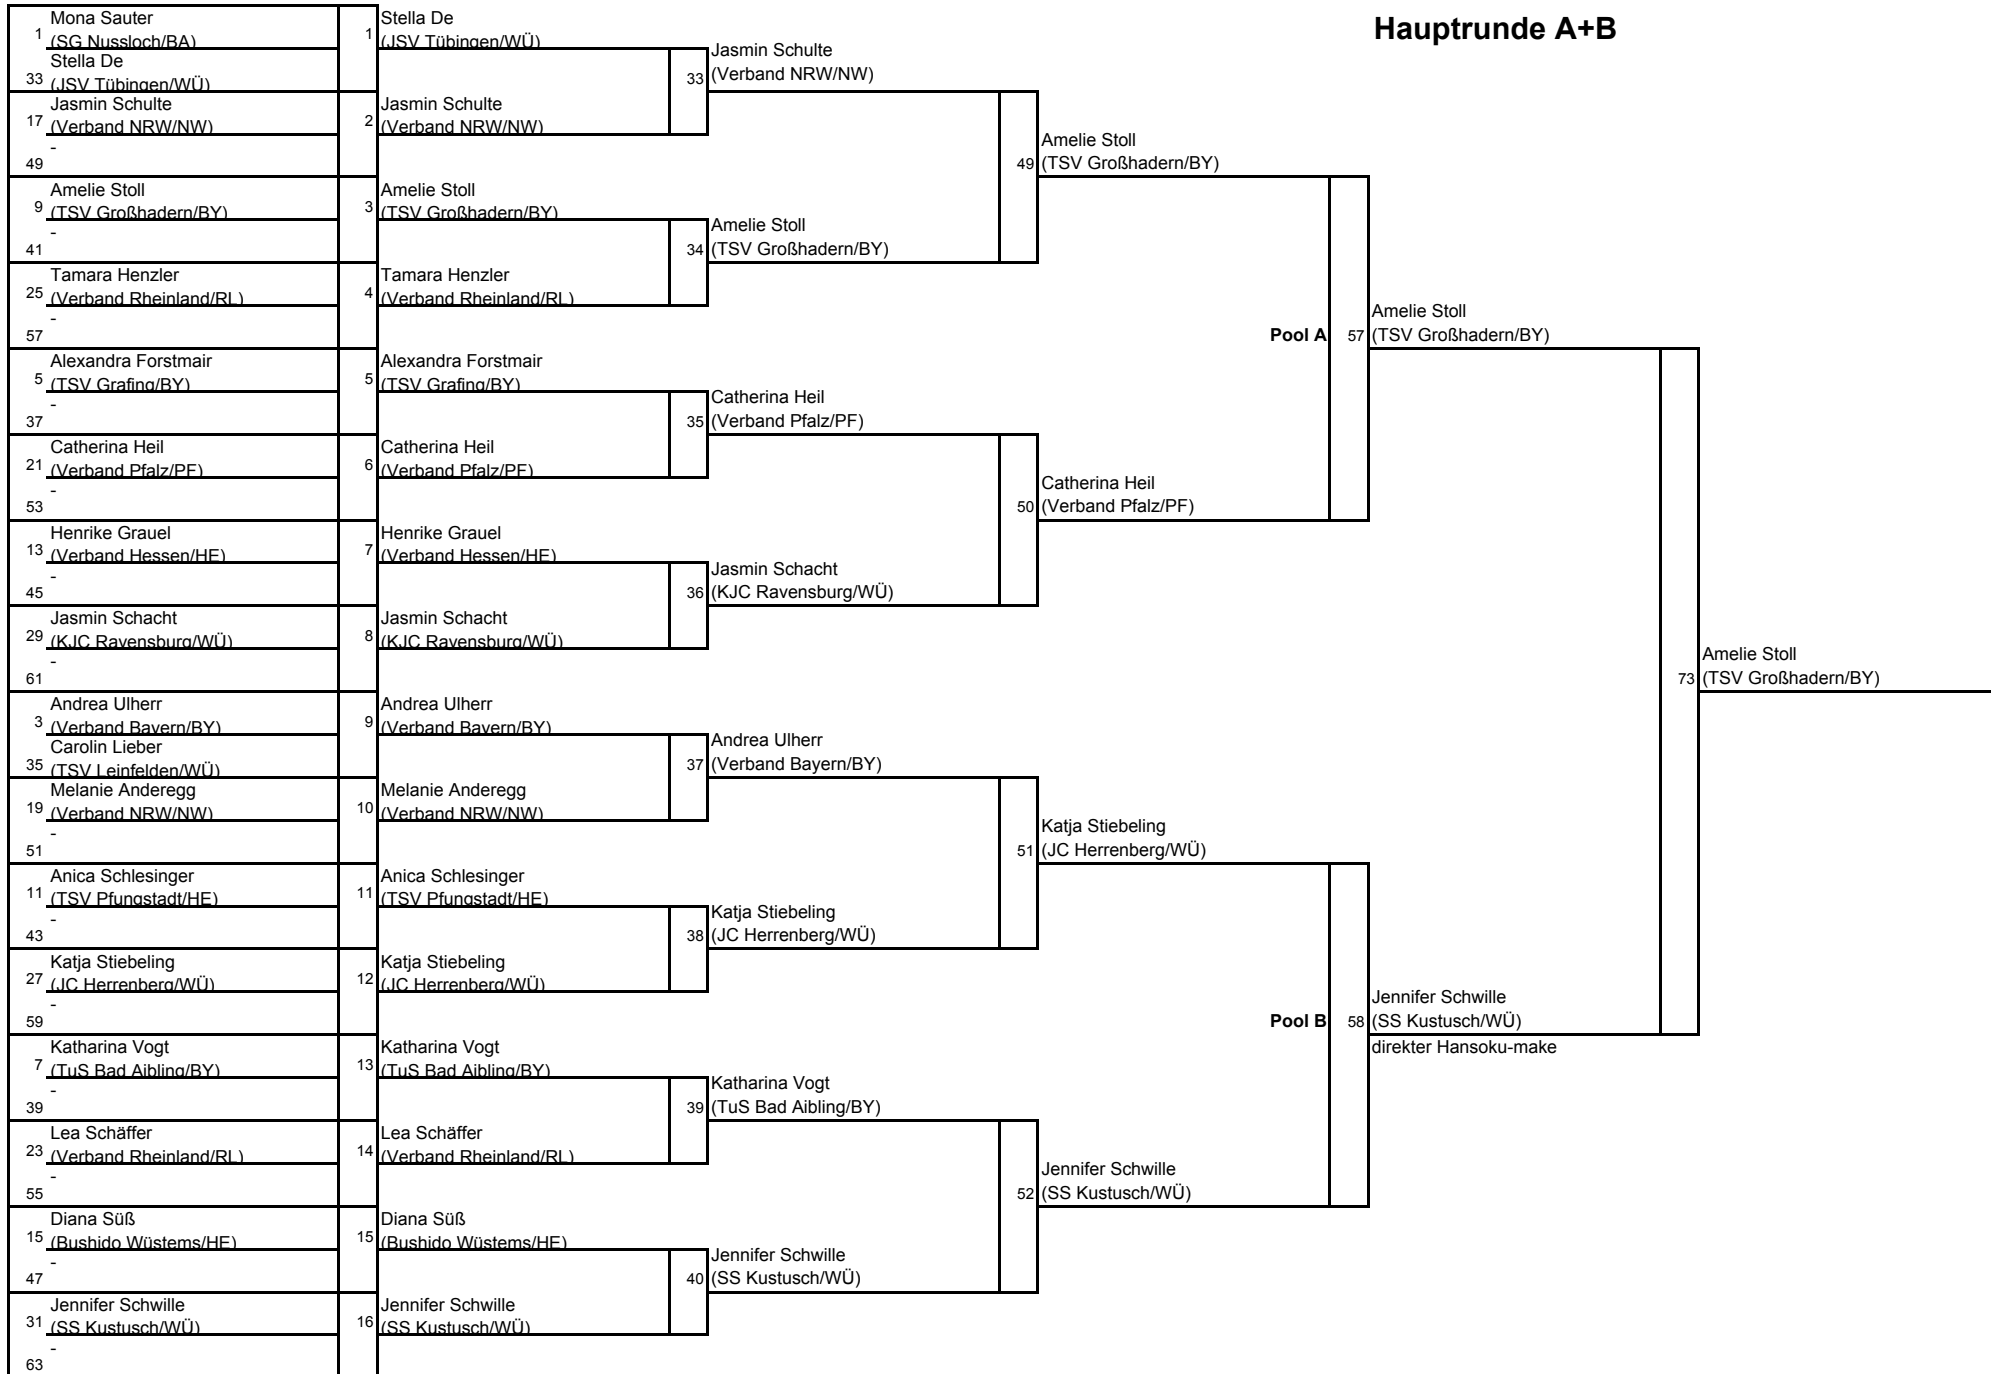 Hauptrunde A+B
1
Mona Sauter
(SG Nussloch/BA)
33
Stella De
(JSV Tübingen/WÜ)
17
Jasmin Schulte
(Verband NRW/NW)
49
-
9
Amelie Stoll
(TSV Großhadern/BY)
41
-
25
Tamara Henzler
(Verband Rheinland/RL)
57
-
5
Alexandra Forstmair
(TSV Grafing/BY)
37
-
21
Catherina Heil
(Verband Pfalz/PF)
53
-
13
Henrike Grauel
(Verband Hessen/HE)
45
-
29
Jasmin Schacht
(KJC Ravensburg/WÜ)
61
-
3
Andrea Ulherr
(Verband Bayern/BY)
35
Carolin Lieber
(TSV Leinfelden/WÜ)
19
Melanie Anderegg
(Verband NRW/NW)
51
-
11
Anica Schlesinger
(TSV Pfungstadt/HE)
43
-
27
Katja Stiebeling
(JC Herrenberg/WÜ)
59
-
7
Katharina Vogt
(TuS Bad Aibling/BY)
39
-
23
Lea Schäffer
(Verband Rheinland/RL)
55
-
15
Diana Süß
(Bushido Wüstems/HE)
47
-
31
Jennifer Schwille
(SS Kustusch/WÜ)
63
-
1
Stella De
(JSV Tübingen/WÜ)
2
Jasmin Schulte
(Verband NRW/NW)
3
Amelie Stoll
(TSV Großhadern/BY)
4
Tamara Henzler
(Verband Rheinland/RL)
5
Alexandra Forstmair
(TSV Grafing/BY)
6
Catherina Heil
(Verband Pfalz/PF)
7
Henrike Grauel
(Verband Hessen/HE)
8
Jasmin Schacht
(KJC Ravensburg/WÜ)
9
Andrea Ulherr
(Verband Bayern/BY)
10
Melanie Anderegg
(Verband NRW/NW)
11
Anica Schlesinger
(TSV Pfungstadt/HE)
12
Katja Stiebeling
(JC Herrenberg/WÜ)
13
Katharina Vogt
(TuS Bad Aibling/BY)
14
Lea Schäffer
(Verband Rheinland/RL)
15
Diana Süß
(Bushido Wüstems/HE)
16
Jennifer Schwille
(SS Kustusch/WÜ)
33
Jasmin Schulte
(Verband NRW/NW)
34
Amelie Stoll
(TSV Großhadern/BY)
35
Catherina Heil
(Verband Pfalz/PF)
36
Jasmin Schacht
(KJC Ravensburg/WÜ)
37
Andrea Ulherr
(Verband Bayern/BY)
38
Katja Stiebeling
(JC Herrenberg/WÜ)
39
Katharina Vogt
(TuS Bad Aibling/BY)
40
Jennifer Schwille
(SS Kustusch/WÜ)
49
Amelie Stoll
(TSV Großhadern/BY)
50
Catherina Heil
(Verband Pfalz/PF)
51
Katja Stiebeling
(JC Herrenberg/WÜ)
52
Jennifer Schwille
(SS Kustusch/WÜ)
Pool A
57
Amelie Stoll
(TSV Großhadern/BY)
Pool B
58
Jennifer Schwille
(SS Kustusch/WÜ)
direkter Hansoku-make
73
Amelie Stoll
(TSV Großhadern/BY)